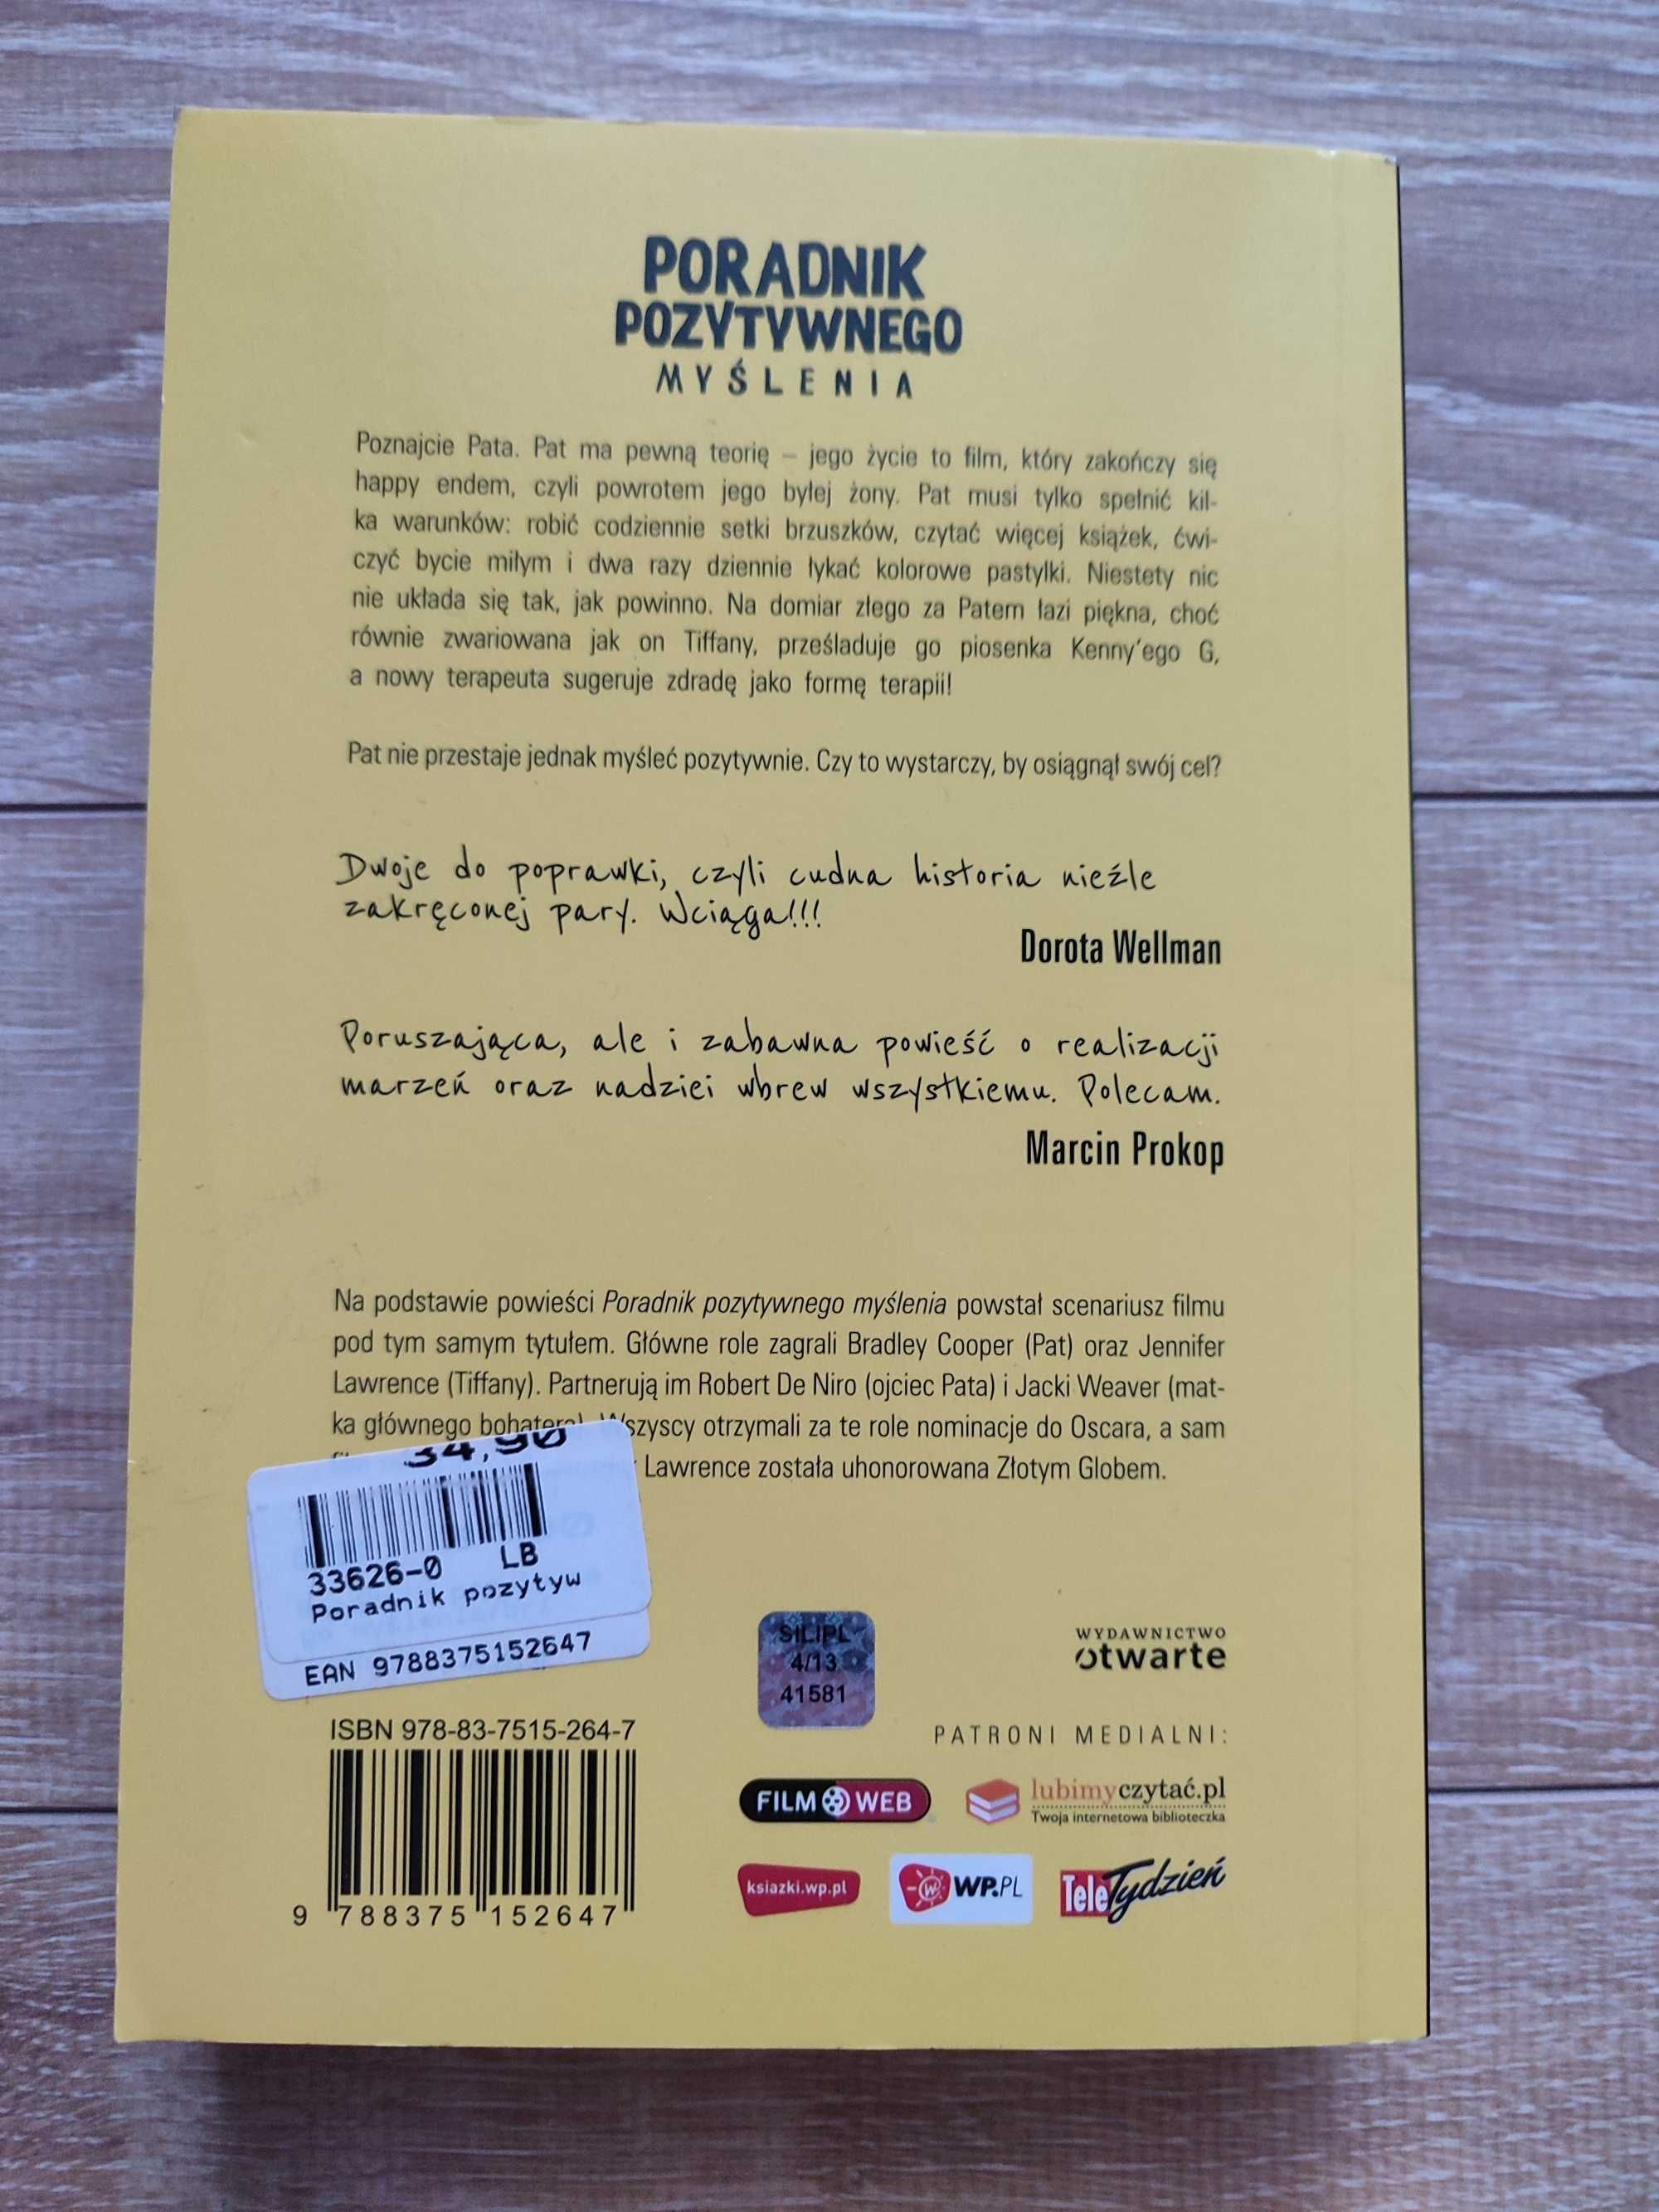 PORADNIK
POZYTYWNEGO
MYŚLENIA
Poznajcie Pata. Pat ma pewną teorię – jego życie to film, który zakończy się
happy endem, czyli powrotem jego byłej żony. Pat musi tylko spełnić kil-
ka warunków: robić codziennie setki brzuszków, czytać więcej książek, ćwi-
czyć bycie miłym i dwa razy dziennie łykać kolorowe pastylki. Niestety nic
nie układa się tak, jak powinno. Na domiar złego za Patem łazi piękna, choć
równie zwariowana jak on Tiffany, prześladuje go piosenka Kenny'ego G,
a nowy terapeuta sugeruje zdradę jako formę terapii!
Pat nie przestaje jednak myśleć pozytywnie. Czy to wystarczy, by osiągnął swój cel?
Dwoje do poprawki, czyli cudna historia nieźle
zakręconej pary. Wciąga!!!
Dorota Wellman
Poruszająca, ale i zabawna powieść o realizacji
marzeń oraz nadziei wbrew wszystkiemu. Polecam.
Marcin Prokop
Na podstawie powieści Poradnik pozytywnego myślenia powstał scenariusz filmu
pod tym samym tytułem. Główne role zagrali Bradley Cooper (Pat) oraz Jennifer
Lawrence (Tiffany). Partnerują im Robert De Niro (ojciec Pata) i Jacki Weaver (mat-
ka głównego bohatera). Wszyscy otrzymali za te role nominacje do Oscara, a sam
Lawrence została uhonorowana Złotym Globem.
34,90
33626-0 LB
Poradnik pozytyw
EAN 9788375152647
SILIPL
4/13
41581
WYDAWNICTWO
otwarte
ISBN 978-83-7515-264-7
9 788375 152647
PATRONI MEDIALNI:
FILMWEB
lubimyczytać.pl
Twoja internetowa biblioteczka
ksiazki.wp.pl
WP.PL
TeleTydzień